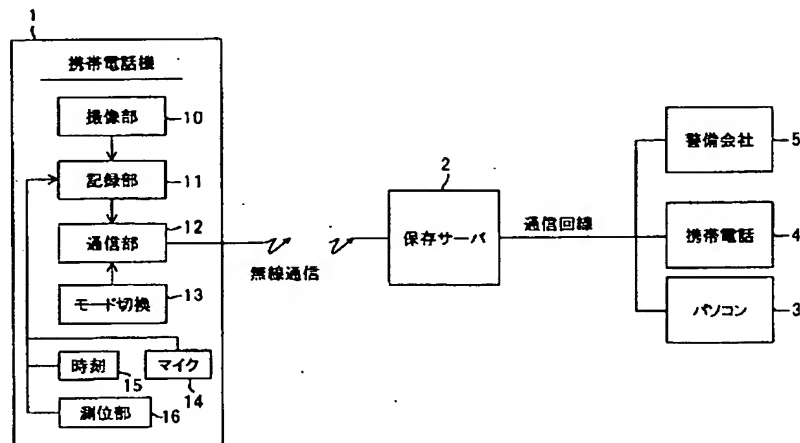 1
携帯電話機
撮像部
10
記録部
11
通信部
12
モード切換
13
時刻
15
マイク
14
測位部
16
無線通信
2
保存サーバ
通信回線
警備会社
5
携帯電話
4
パソコン
3